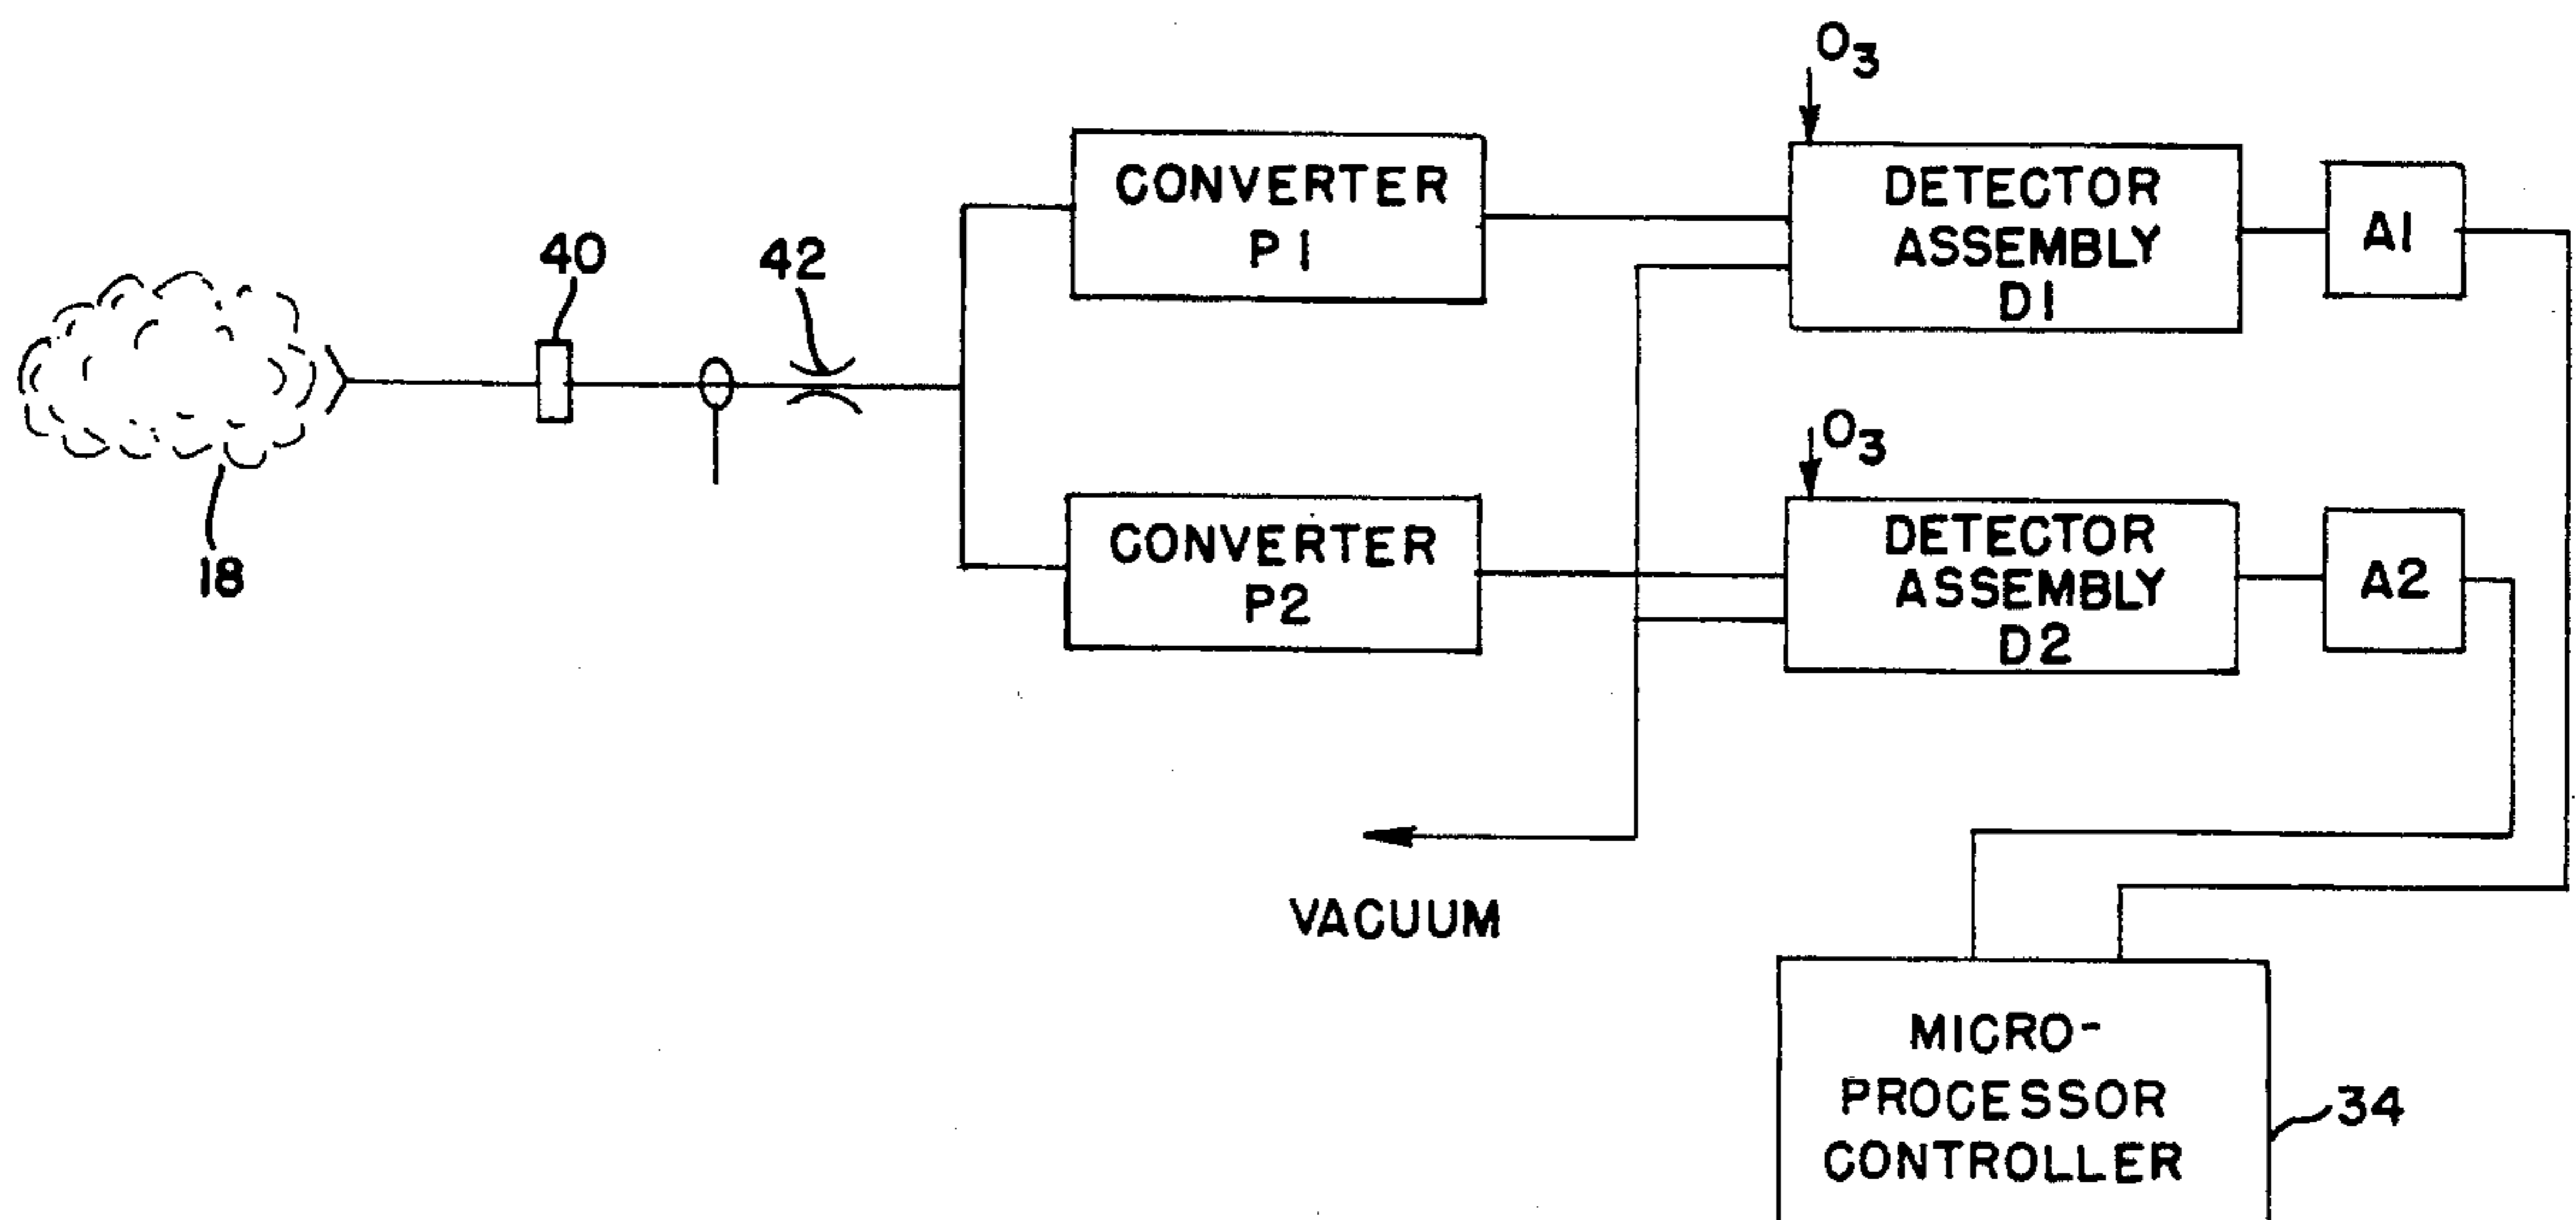 O3
CONVERTER
P1
DETECTOR
ASSEMBLY
D1
A1
40
42
18
O3
CONVERTER
P2
DETECTOR
ASSEMBLY
D2
A2
VACUUM
MICRO-
PROCESSOR
CONTROLLER
34